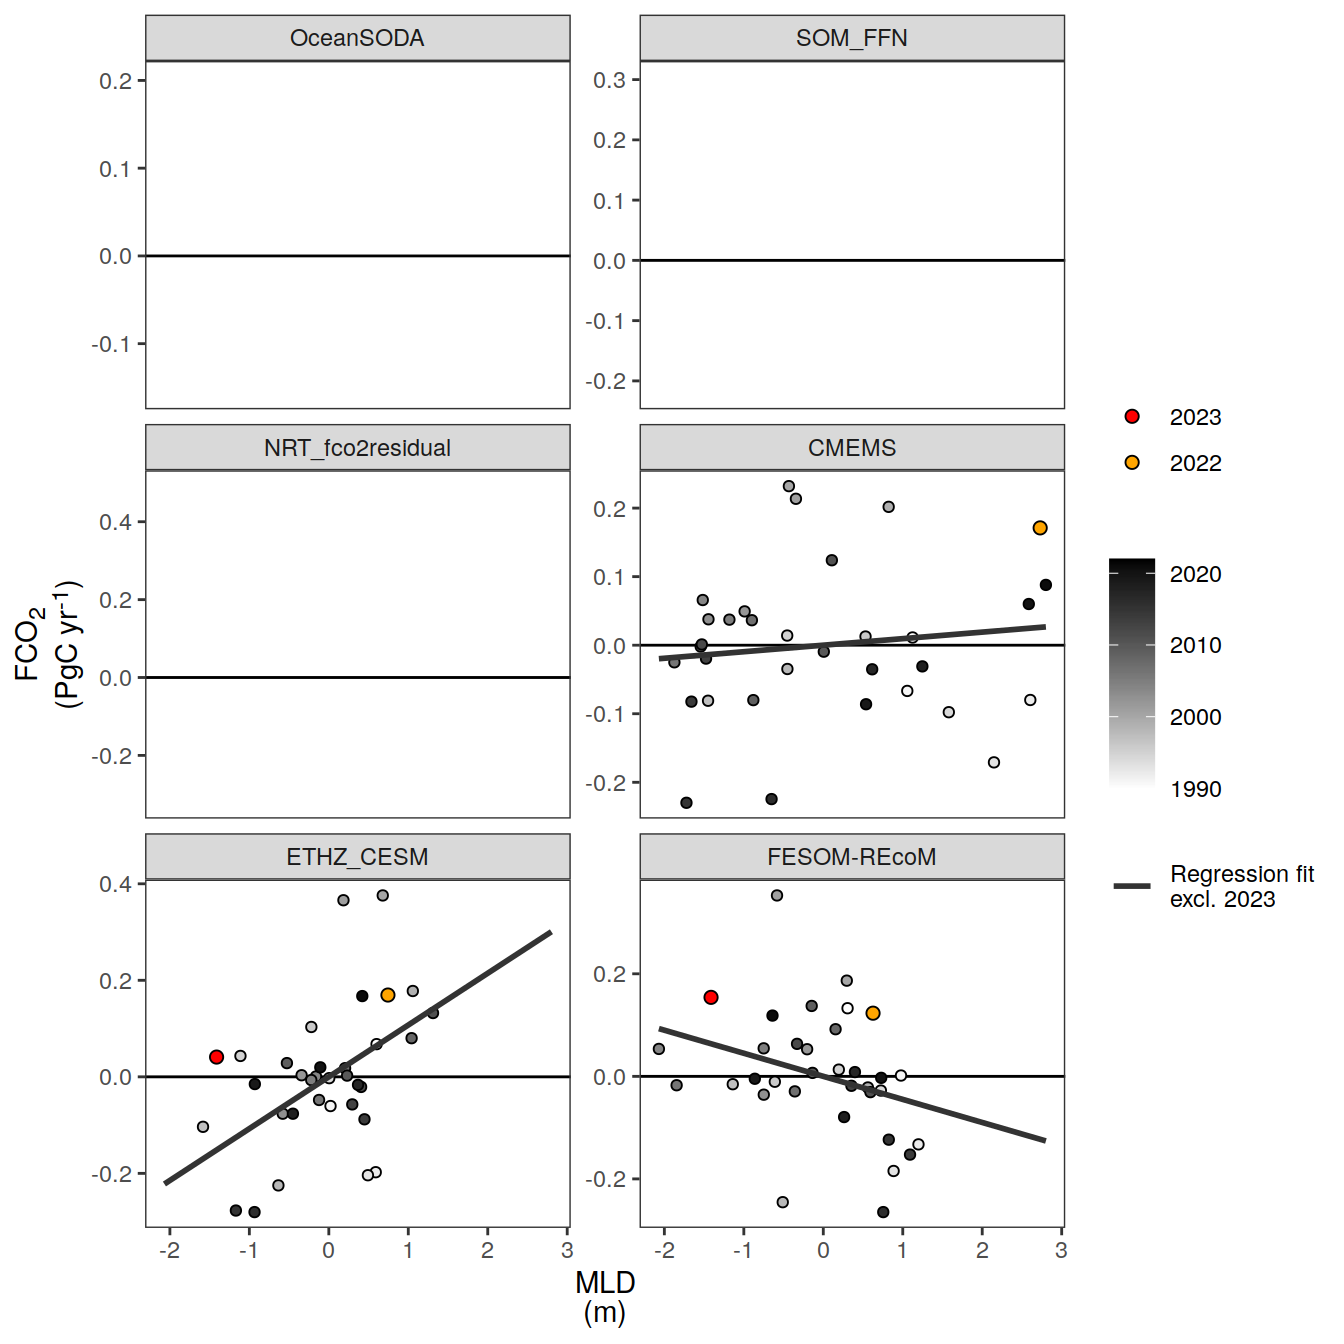 OceanSODA
SOM_FFN
0.2
0.1
0.0
-0.1
0.3
0.2
0.1
0.0
-0.1
-0.2
NRT_fco2residual
CMEMS
0.4
0.2
0.0
-0.2
0.2
0.1
0.0
-0.1
-0.2
ETHZ_CESM
FESOM-REcoM
0.4
0.2
0.0
-0.2
0.2
0.0
-0.2
-2 -1 0 1 2 3
-2 -1 0 1 2 3
MLD
(m)
FCO2
(PgC yr-1)
2023
2022
2020
2010
2000
1990
Regression fit
excl. 2023